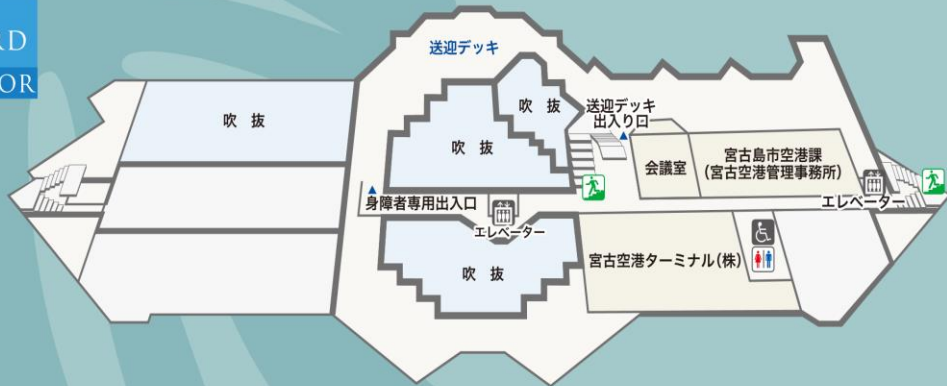 OR
送迎デッキ
吹 抜
吹 抜
吹 抜
送迎デッキ
出入り口
会議室
宮古島市空港課
(宮古空港管理事務所)
エレベーター
身障者専用出入口
エレベーター
吹 抜
宮古空港ターミナル(株)